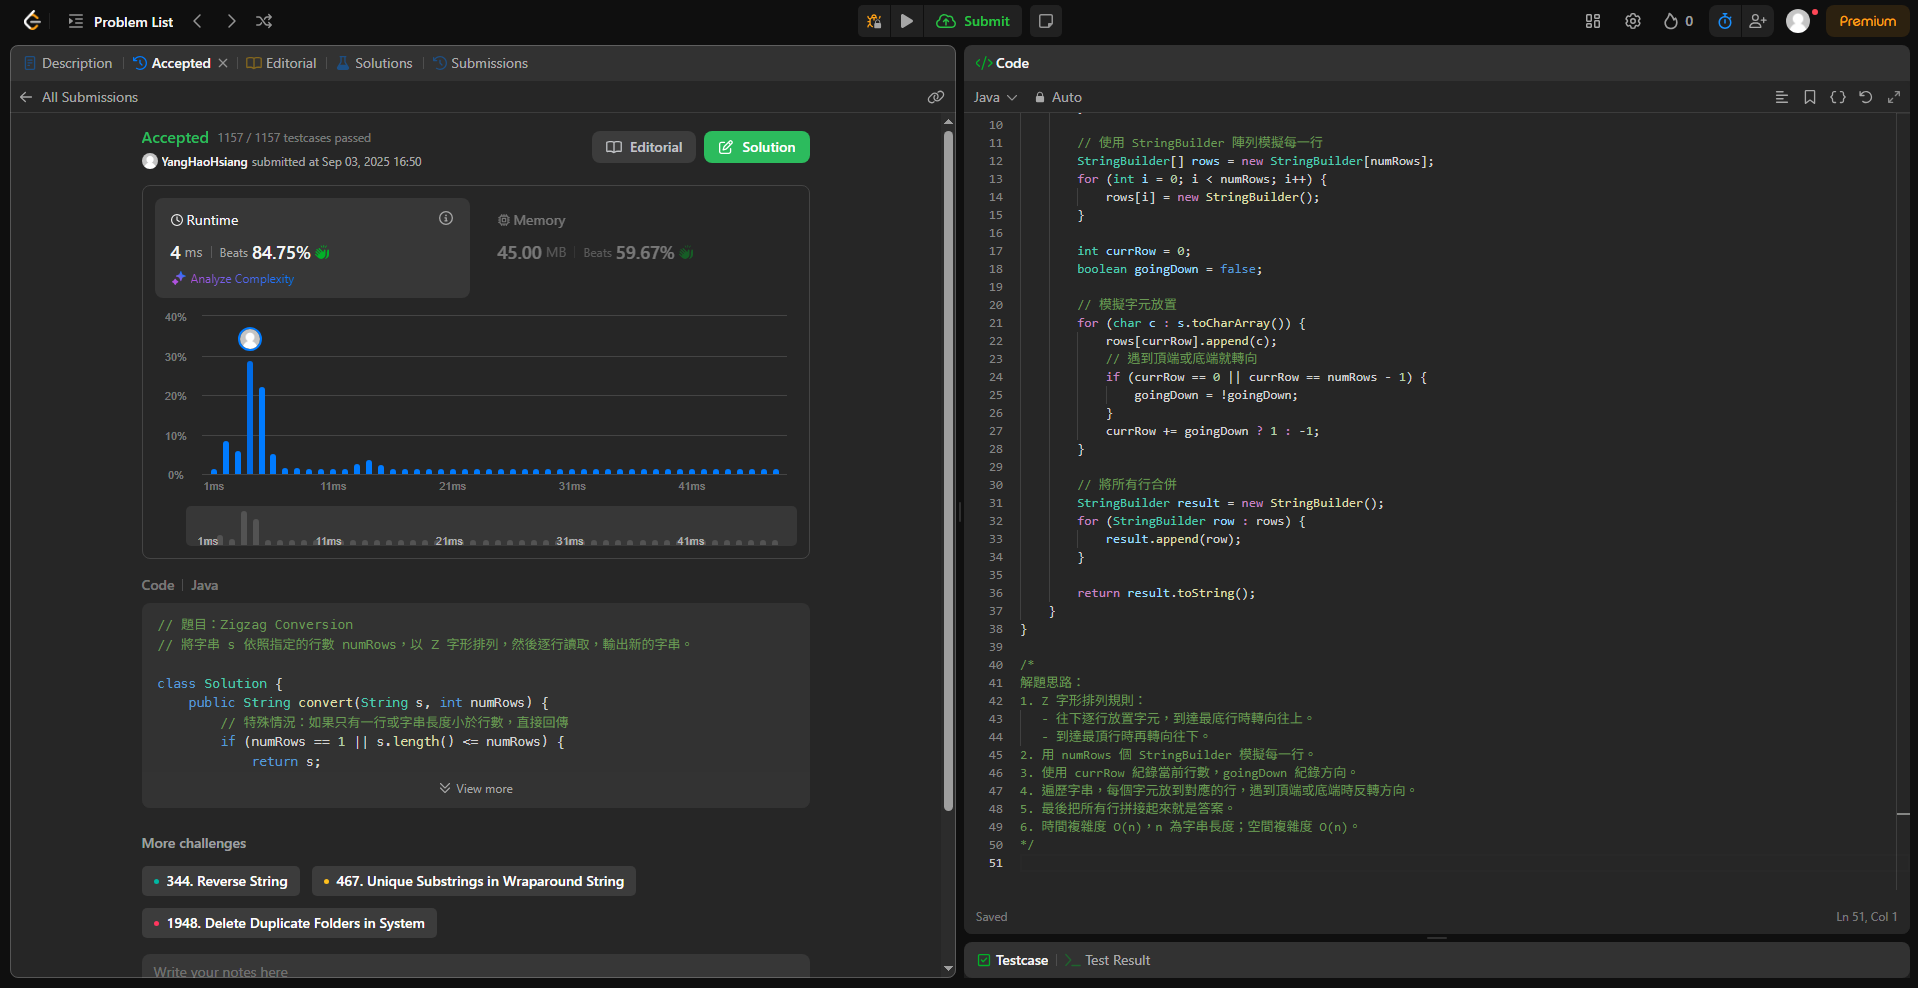 Problem List
Submit
0
Premium
Description
Accepted
Editorial
Solutions
Submissions
All Submissions
Accepted 1157 / 1157 testcases passed
YangHaoHsiang submitted at Sep 03, 2025 16:50
Editorial
Solution
Runtime
4 ms Beats 84.75%
Analyze Complexity
Memory
45.00 MB Beats 59.67%
40%
30%
20%
10%
0%
1ms 11ms 21ms 31ms 41ms
1ms 11ms 21ms 31ms 41ms
Code Java
// 題目：Zigzag Conversion
// 將字串 s 依照指定的行數 numRows，以 Z 字形排列，然後逐行讀取，輸出新的字串。
class Solution {
public String convert(String s, int numRows) {
// 特殊情況：如果只有一行或字串長度小於行數，直接回傳
if (numRows == 1 || s.length() <= numRows) {
return s;
View more
More challenges
344. Reverse String
467. Unique Substrings in Wraparound String
1948. Delete Duplicate Folders in System
Write your notes here
</> Code
Java Auto
10
11 // 使用 StringBuilder 陣列模擬每一行
12 StringBuilder[] rows = new StringBuilder[numRows];
13 for (int i = 0; i < numRows; i++) {
14 rows[i] = new StringBuilder();
15 }
16
17 int currRow = 0;
18 boolean goingDown = false;
19
20 // 模擬字元放置
21 for (char c : s.toCharArray()) {
22 rows[currRow].append(c);
23 // 遇到頂端或底端就轉向
24 if (currRow == 0 || currRow == numRows - 1) {
25 goingDown = !goingDown;
26 }
27 currRow += goingDown ? 1 : -1;
28 }
29
30 // 將所有行合併
31 StringBuilder result = new StringBuilder();
32 for (StringBuilder row : rows) {
33 result.append(row);
34 }
35
36 return result.toString();
37 }
38 }
39
40 /*
41 解題思路：
42 1. Z 字形排列規則：
43 - 往下逐行放置字元，到達最底行時轉向往上。
44 - 到達最頂行時再轉向往下。
45 2. 用 numRows 個 StringBuilder 模擬每一行。
46 3. 使用 currRow 紀錄當前行數，goingDown 紀錄方向。
47 4. 遍歷字串，每個字元放到對應的行，遇到頂端或底端時反轉方向。
48 5. 最後把所有行拼接起來就是答案。
49 6. 時間複雜度 O(n)，n 為字串長度；空間複雜度 O(n)。
50 */
51
Saved
Ln 51, Col 1
Testcase
Test Result